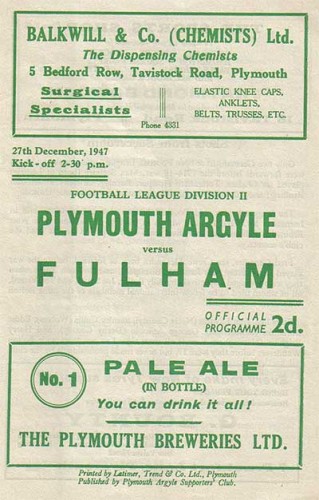 BALKWILL & Co. (CHEMISTS) Ltd.
The Dispensing Chemists
5 Bedford Row, Tavistock Road, Plymouth
Surgical
Specialists
ELASTIC KNEE CAPS,
ANKLETS,
BELTS, TRUSSES, ETC.
Phone 4331
27th December, 1947
Kick-off 2-30 p.m.
FOOTBALL LEAGUE DIVISION II
PLYMOUTH ARGYLE
versus
FULHAM
OFFICIAL
PROGRAMME 2d.
No. 1
PALE ALE
(IN BOTTLE)
You can drink it all!
THE PLYMOUTH BREWERIES LTD.
Printed by Latimer, Trend & Co. Ltd., Plymouth
Published by Plymouth Argyle Supporters' Club.